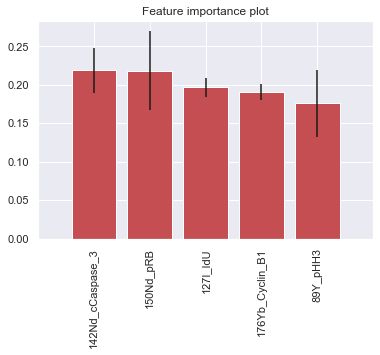 Feature importance plot
0.25
0.20
0.15
0.10
0.05
0.00
142Nd_cCaspase_3
150Nd_pRB
127I_IdU
176Yb_Cyclin_B1
89Y_pHH3